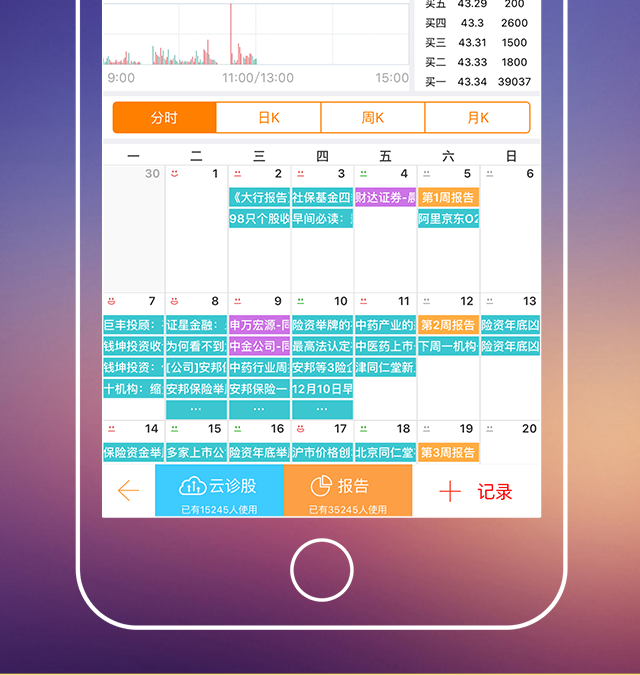 买五 43.29 200
买四 43.3 2600
买三 43.31 1500
买二 43.33 1800
买一 43.34 39037
9:00 11:00/13:00 15:00
分时 日K 周K 月K
一 二 三 四 五 六 日
30 1 2 3 4 5 6
《大行报告 社保基金四 财达证券- 第1周报告
98只个股收 早间必读： 阿里京东O2
7 8 9 10 11 12 13
巨丰投顾： 证星金融： 申万宏源-同 险资举牌的 中药产业的 第2周报告 险资年底凶
钱坤投资收 为何看不到 中金公司-同 最高法认定 中医药上市 下周一机构 险资年底凶
钱坤投资： [公司]安邦 中药行业周 安邦等3险企 津同仁堂新
十机构：缩 安邦保险举 安邦保险一 12月10日早
... ... ...
14 15 16 17 18 19 20
保险资金举 多家上市公 险资年底举 沪市价格创 北京同仁堂 第3周报告
云诊股 报告 记录
已有15245人使用 已有35245人使用